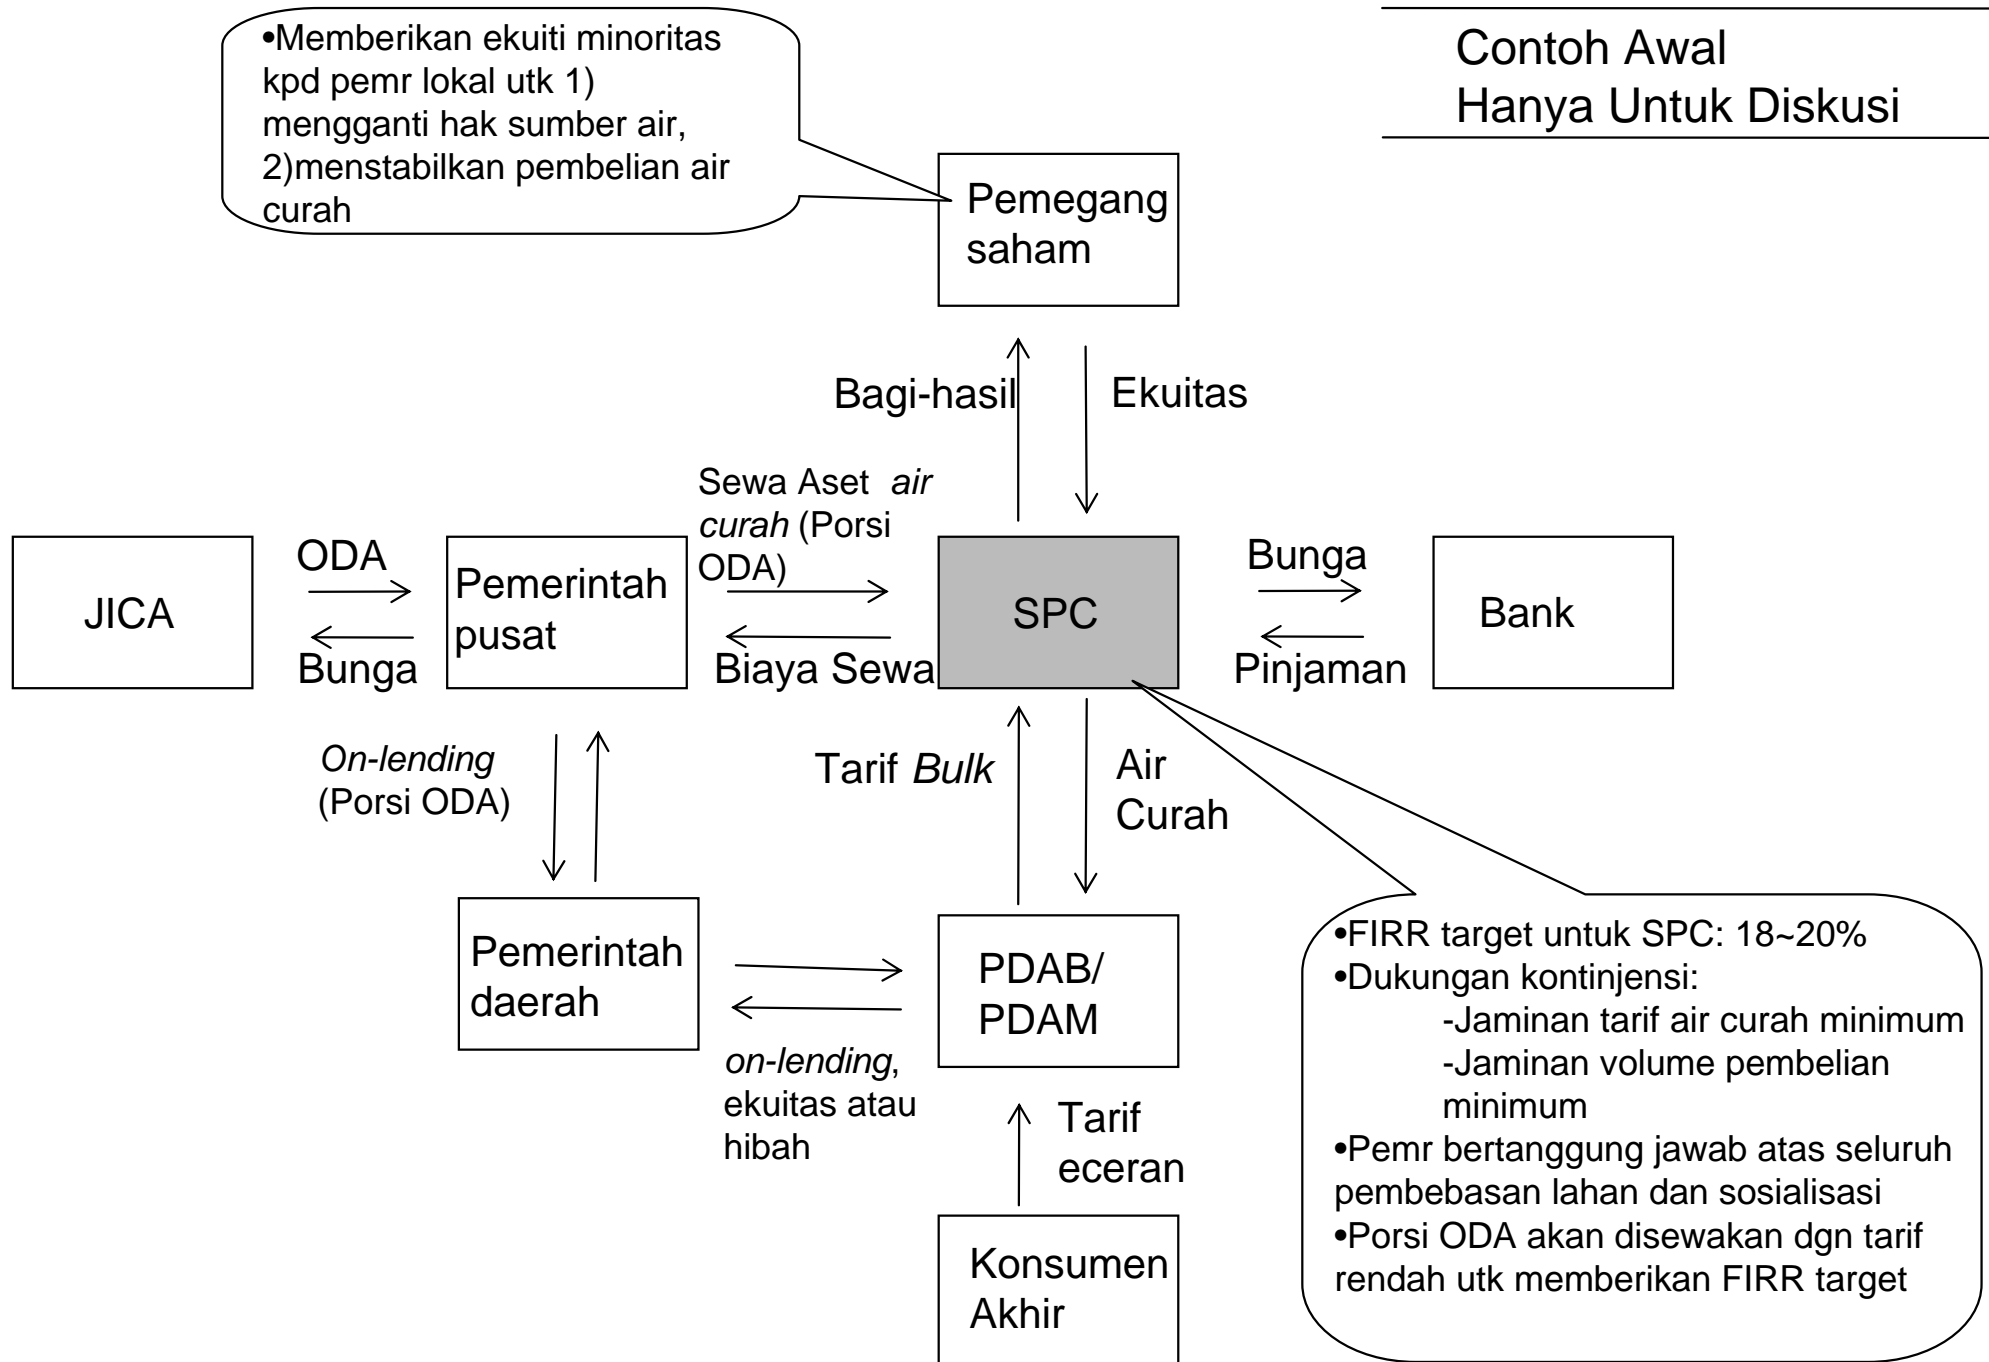 •Memberikan ekuiti minoritas
kpd pemr lokal utk 1)
mengganti hak sumber air,
2)menstabilkan pembelian air
curah
Contoh Awal
Hanya Untuk Diskusi
Pemegang
saham
Bagi-hasil
Ekuitas
Sewa Aset air
curah (Porsi
ODA)
JICA
ODA
Bunga
Pemerintah
pusat
Biaya Sewa
SPC
Bunga
Pinjaman
Bank
On-lending
(Porsi ODA)
Tarif Bulk
Air
Curah
Pemerintah
daerah
on-lending,
ekuitas atau
hibah
PDAB/
PDAM
Tarif
eceran
Konsumen
Akhir
•FIRR target untuk SPC: 18~20%
•Dukungan kontinjensi:
-Jaminan tarif air curah minimum
-Jaminan volume pembelian
minimum
•Pemr bertanggung jawab atas seluruh
pembebasan lahan dan sosialisasi
•Porsi ODA akan disewakan dgn tarif
rendah utk memberikan FIRR target